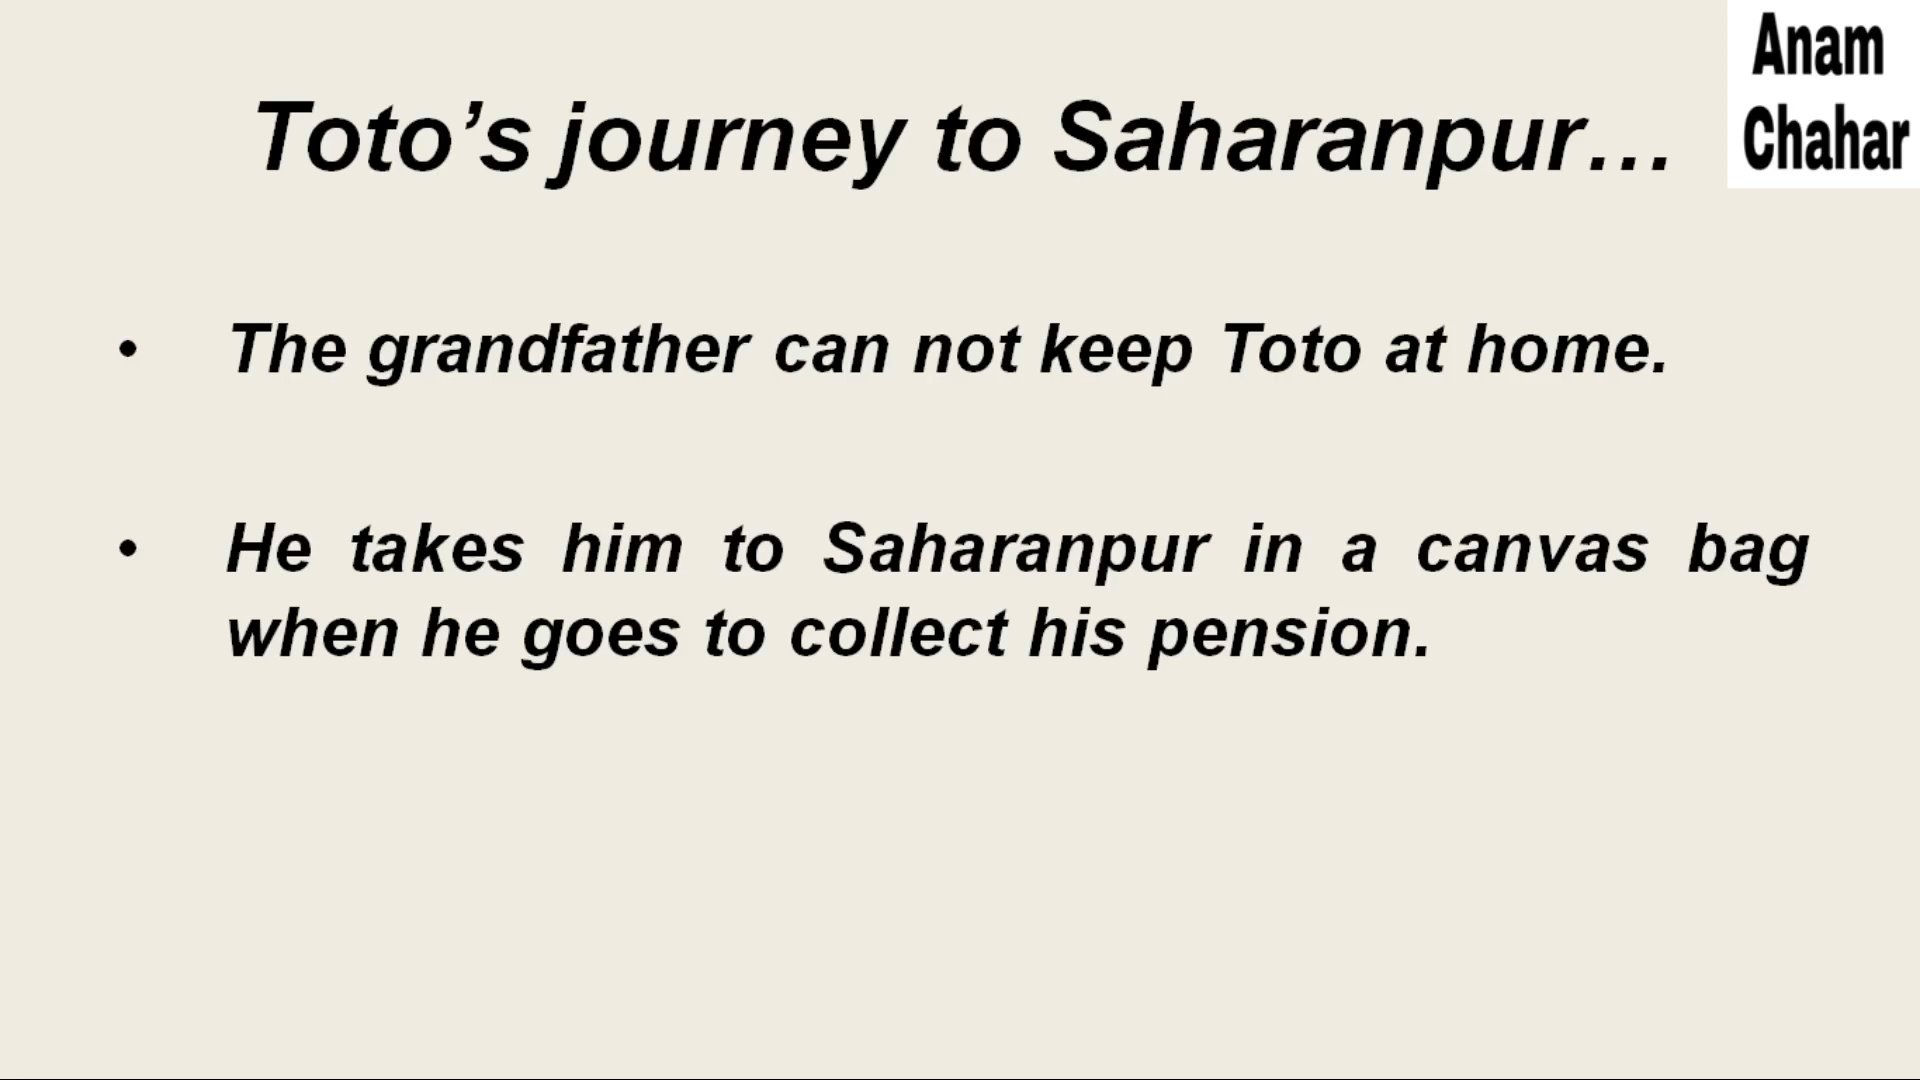 Anam
Chahar
Toto’s journey to Saharanpur…
• The grandfather can not keep Toto at home.
• He takes him to Saharanpur in a canvas bag
when he goes to collect his pension.